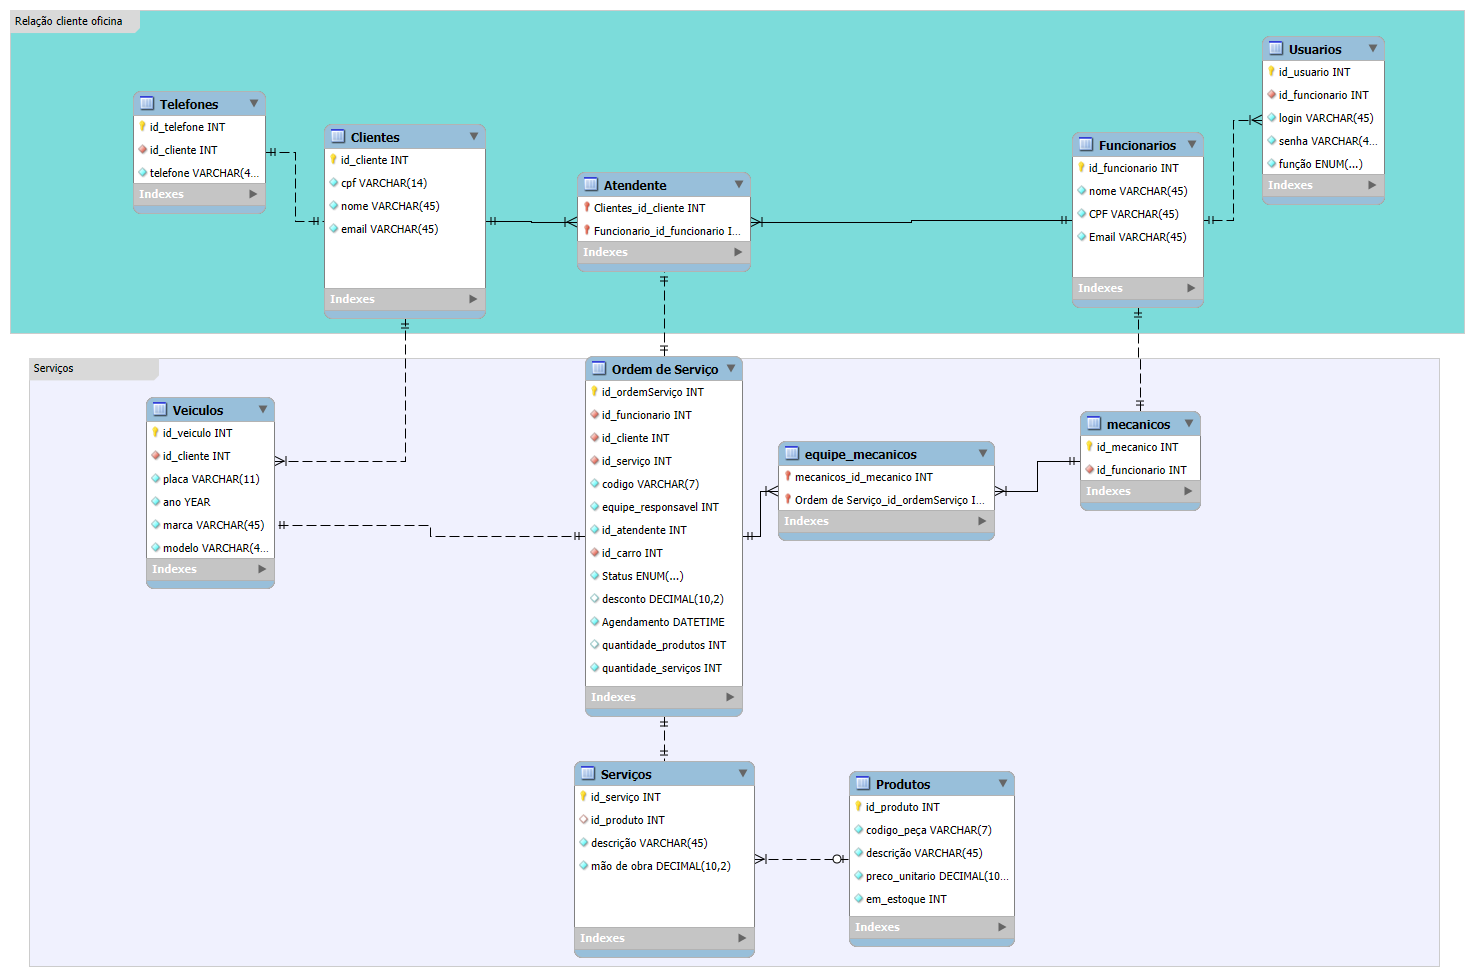 Relação cliente oficina
Telefones
id_telefone INT
id_cliente INT
telefone VARCHAR(4...
Indexes
Clientes
id_cliente INT
cpf VARCHAR(14)
nome VARCHAR(45)
email VARCHAR(45)
Indexes
Atendente
Clientes_id_cliente INT
Funcionario_id_funcionario I...
Indexes
Funcionarios
id_funcionario INT
nome VARCHAR(45)
CPF VARCHAR(45)
Email VARCHAR(45)
Indexes
Usuarios
id_usuario INT
id_funcionario INT
login VARCHAR(45)
senha VARCHAR(4...
função ENUM(...)
Indexes
Serviços
Veiculos
id_veiculo INT
id_cliente INT
placa VARCHAR(11)
ano YEAR
marca VARCHAR(45)
modelo VARCHAR(4...
Indexes
Ordem de Serviço
id_ordemServiço INT
id_funcionario INT
id_cliente INT
id_serviço INT
codigo VARCHAR(7)
equipe_responsavel INT
id_atendente INT
id_carro INT
Status ENUM(...)
desconto DECIMAL(10,2)
Agendamento DATETIME
quantidade_produtos INT
quantidade_serviços INT
Indexes
equipe_mecanicos
mecanicos_id_mecanico INT
Ordem de Serviço_id_ordemServiço I...
Indexes
mecanicos
id_mecanico INT
id_funcionario INT
Indexes
Serviços
id_serviço INT
id_produto INT
descrição VARCHAR(45)
mão de obra DECIMAL(10,2)
Indexes
Produtos
id_produto INT
codigo_peça VARCHAR(7)
descrição VARCHAR(45)
preco_unitario DECIMAL(10...
em_estoque INT
Indexes